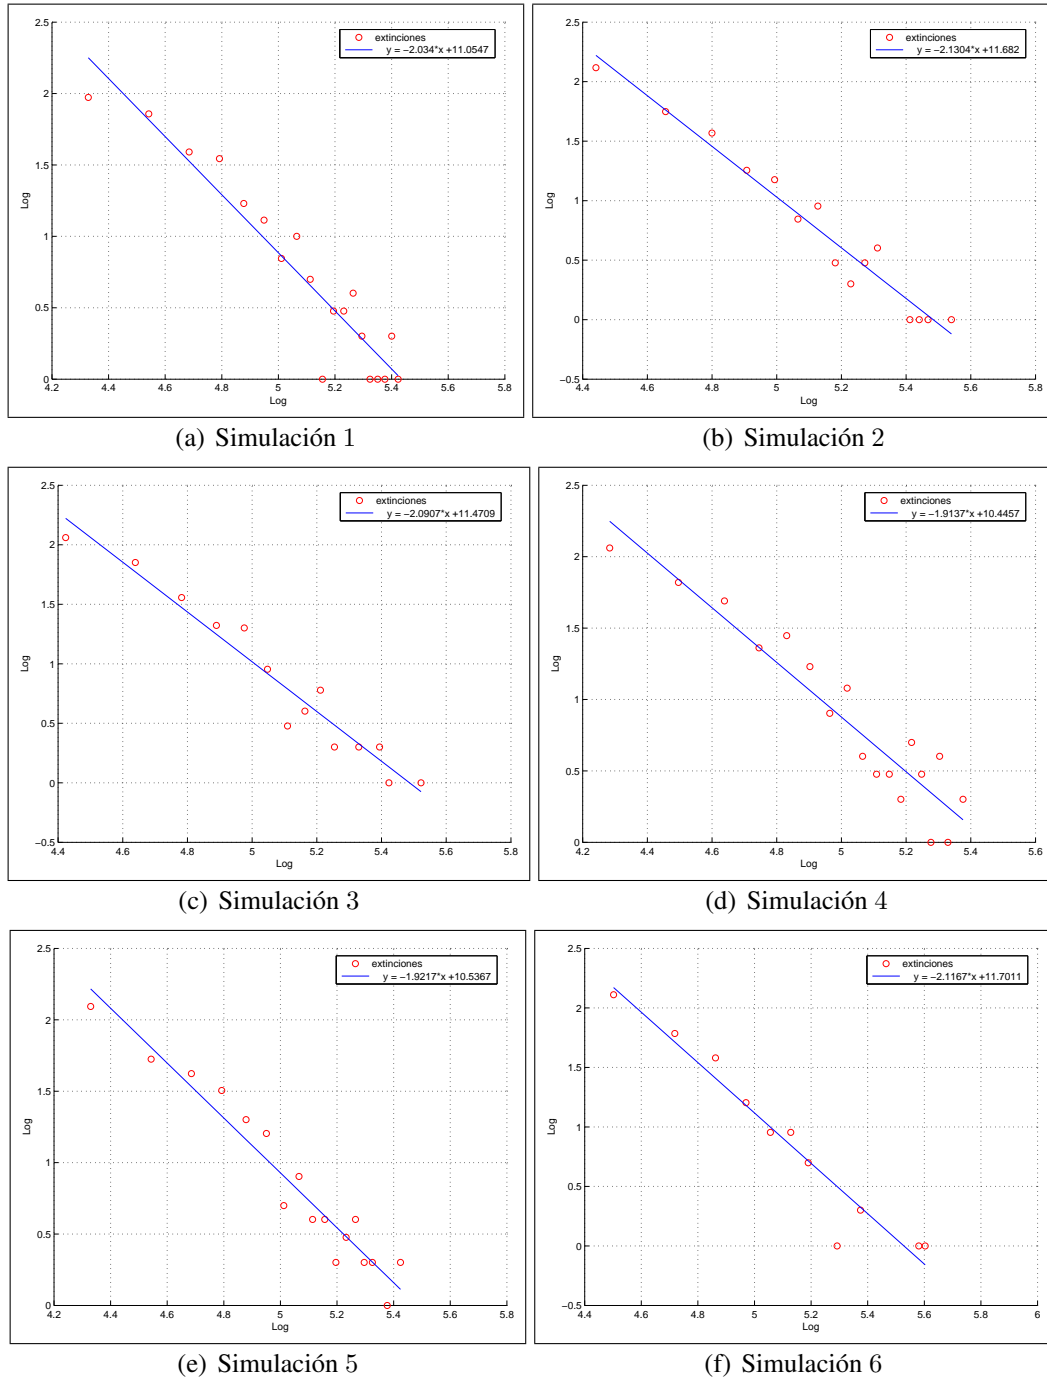 2.5
2
1.5
1
0.5
0
4.2 4.4 4.6 4.8 5 5.2 5.4 5.6 5.8
Log
Log
extinciones
y = −2.034*x +11.0547
(a) Simulación 1
2.5
2
1.5
1
0.5
0
−0.5
4.4 4.6 4.8 5 5.2 5.4 5.6 5.8
Log
Log
extinciones
y = −2.1304*x +11.682
(b) Simulación 2
2.5
2
1.5
1
0.5
0
−0.5
4.4 4.6 4.8 5 5.2 5.4 5.6 5.8
Log
Log
extinciones
y = −2.0907*x +11.4709
(c) Simulación 3
2.5
2
1.5
1
0.5
0
4.2 4.4 4.6 4.8 5 5.2 5.4 5.6
Log
Log
extinciones
y = −1.9137*x +10.4457
(d) Simulación 4
2.5
2
1.5
1
0.5
0
4.2 4.4 4.6 4.8 5 5.2 5.4 5.6 5.8
Log
Log
extinciones
y = −1.9217*x +10.5367
(e) Simulación 5
2.5
2
1.5
1
0.5
0
−0.5
4.4 4.6 4.8 5 5.2 5.4 5.6 5.8 6
Log
Log
extinciones
y = −2.1167*x +11.7011
(f) Simulación 6